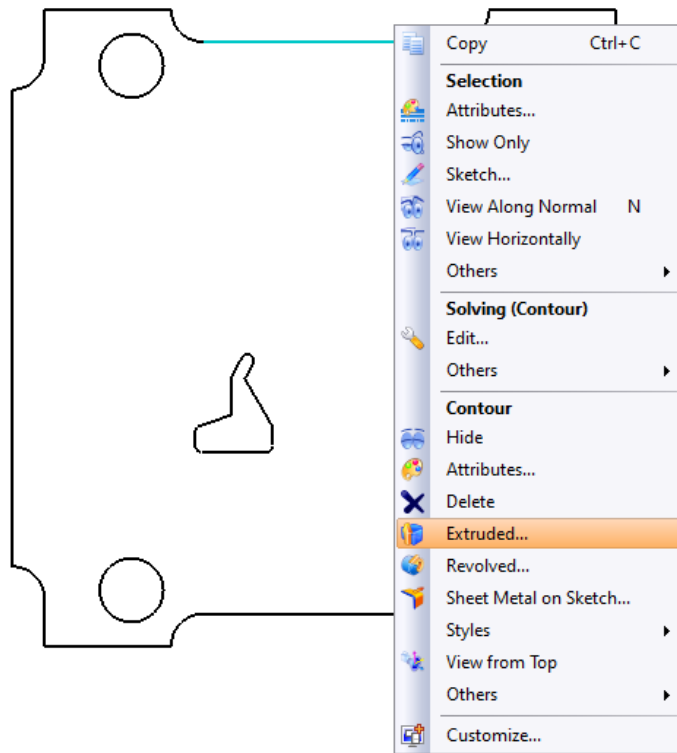 Copy Ctrl+C
Selection
Attributes...
Show Only
Sketch...
View Along Normal N
View Horizontally
Others
Solving (Contour)
Edit...
Others
Contour
Hide
Attributes...
Delete
Extruded...
Revolved...
Sheet Metal on Sketch...
Styles
View from Top
Others
Customize...